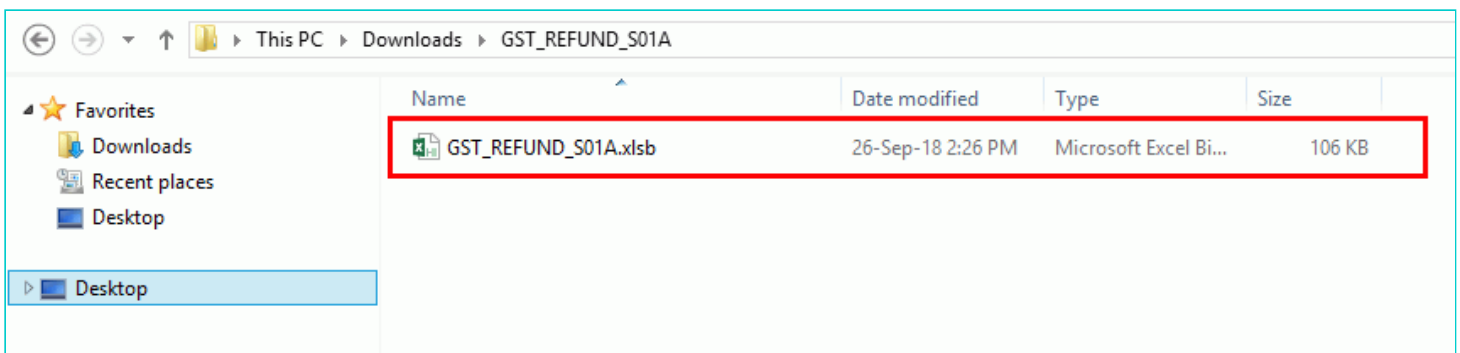 This PC Downloads GST_REFUND_S01A
Favorites
Downloads
Recent places
Desktop
Desktop
Name Date modified Type Size
GST_REFUND_S01A.xlsb 26-Sep-18 2:26 PM Microsoft Excel Bi... 106 KB